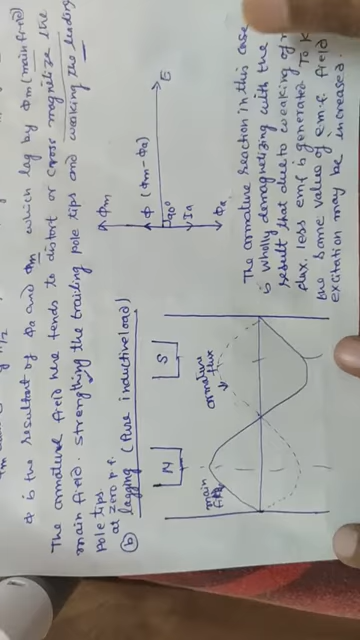 Φ is the resultant of Φa and Φm which lag by Φm (main field)
The armature field here tends to distort or cross magnetize the
main field. strengthing the trailing pole tips and weaking the leading
pole tips
at zero p.f.
(b) lagging (Pure inductive load)
N
S
main
armature
flux
Φm
Φ (Φm-Φa)
E
90°
Ia
Φa
The armature reaction in this case
is wholly demagnetizing with the
result that due to weaking of
flux, less emf is generated. To
the same value of e.m.f. field
excitation may be increased.